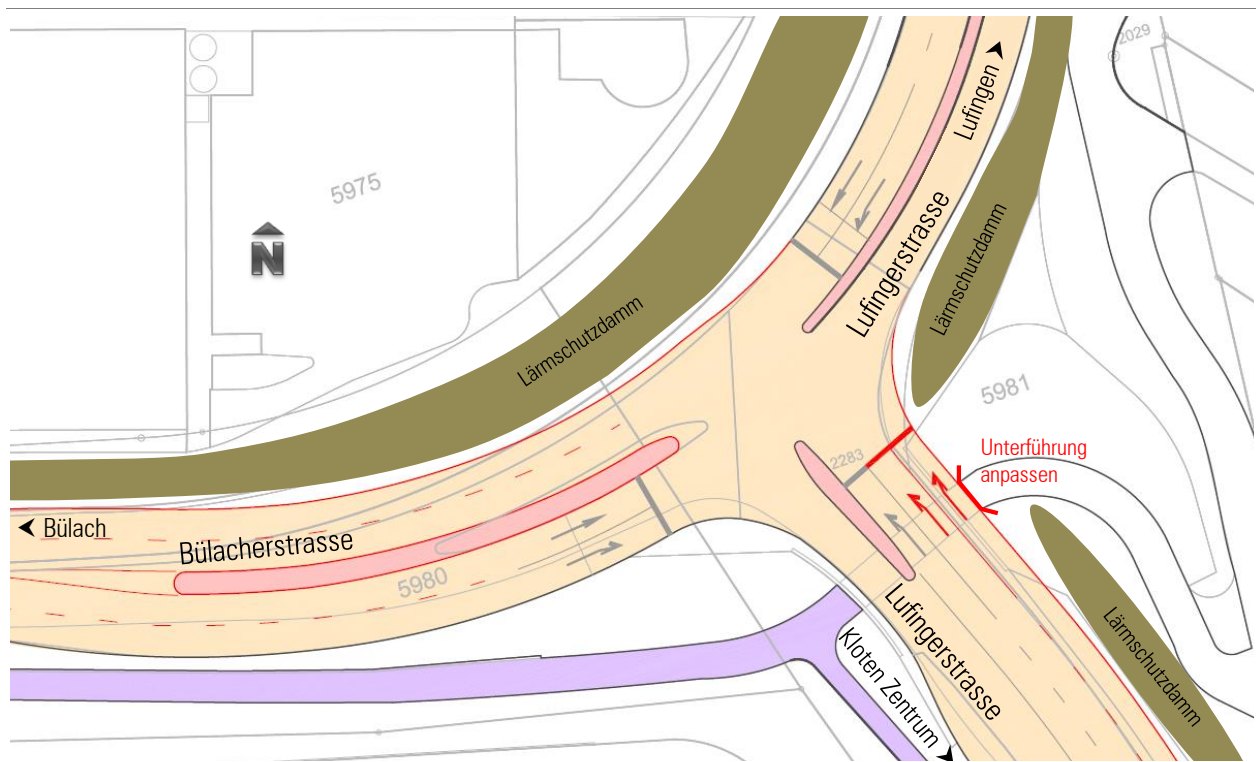 2029
Lufingen
5975
N
Lufingerstrasse
Lärmschutzdamm
Lärmschutzdamm
5981
Unterführung
anpassen
2283
Bülach
Bülacherstrasse
5980
Lufingerstrasse
Kloten Zentrum
Lärmschutzdamm